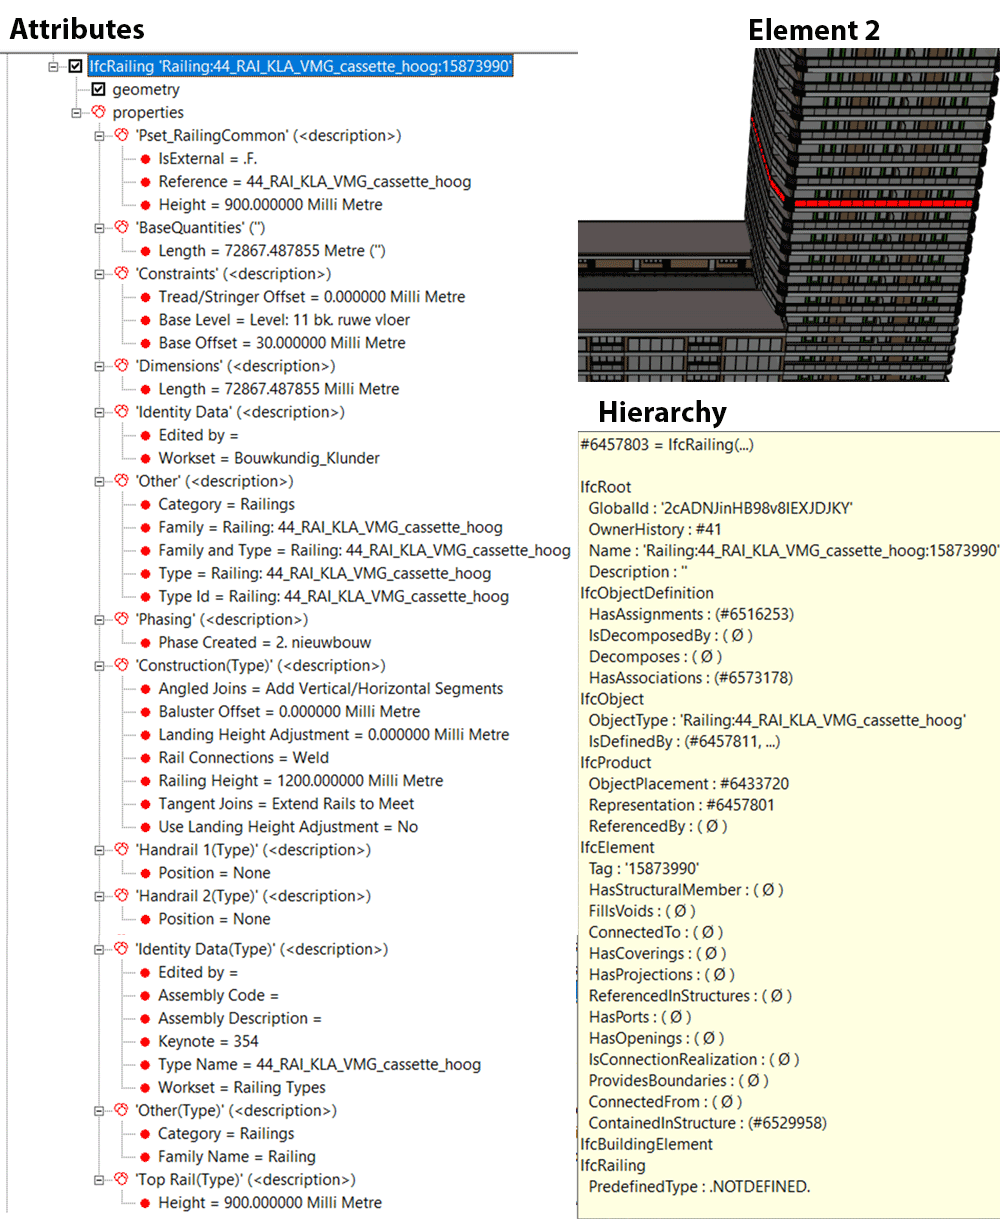 Attributes
IfcRailing 'Railing:44_RAI_KLA_VMG_cassette_hoog:15873990'
geometry
properties
'Pset_RailingCommon' (<description>)
IsExternal = .F.
Reference = 44_RAI_KLA_VMG_cassette_hoog
Height = 900.000000 Milli Metre
'BaseQuantities' ('')
Length = 72867.487855 Metre ('')
'Constraints' (<description>)
Tread/Stringer Offset = 0.000000 Milli Metre
Base Level = Level: 11 bk. ruwe vloer
Base Offset = 30.000000 Milli Metre
'Dimensions' (<description>)
Length = 72867.487855 Milli Metre
'Identity Data' (<description>)
Edited by =
Workset = Bouwkundig_Klunder
'Other' (<description>)
Category = Railings
Family = Railing: 44_RAI_KLA_VMG_cassette_hoog
Family and Type = Railing: 44_RAI_KLA_VMG_cassette_hoog
Type = Railing: 44_RAI_KLA_VMG_cassette_hoog
Type Id = Railing: 44_RAI_KLA_VMG_cassette_hoog
'Phasing' (<description>)
Phase Created = 2. nieuwbouw
'Construction(Type)' (<description>)
Angled Joins = Add Vertical/Horizontal Segments
Baluster Offset = 0.000000 Milli Metre
Landing Height Adjustment = 0.000000 Milli Metre
Rail Connections = Weld
Railing Height = 1200.000000 Milli Metre
Tangent Joins = Extend Rails to Meet
Use Landing Height Adjustment = No
'Handrail 1(Type)' (<description>)
Position = None
'Handrail 2(Type)' (<description>)
Position = None
'Identity Data(Type)' (<description>)
Edited by =
Assembly Code =
Assembly Description =
Keynote = 354
Type Name = 44_RAI_KLA_VMG_cassette_hoog
Workset = Railing Types
'Other(Type)' (<description>)
Category = Railings
Family Name = Railing
'Top Rail(Type)' (<description>)
Height = 900.000000 Milli Metre
Element 2
Hierarchy
#6457803 = IfcRailing(...)
IfcRoot
GlobalId : '2cADNJinHB98v8IEXJDJKY'
OwnerHistory : #41
Name : 'Railing:44_RAI_KLA_VMG_cassette_hoog:15873990'
Description : ''
IfcObjectDefinition
HasAssignments : (#6516253)
IsDecomposedBy : ( Ø )
Decomposes : ( Ø )
HasAssociations : (#6573178)
IfcObject
ObjectType : 'Railing:44_RAI_KLA_VMG_cassette_hoog'
IsDefinedBy : (#6457811, ...)
IfcProduct
ObjectPlacement : #6433720
Representation : #6457801
ReferencedBy : ( Ø )
IfcElement
Tag : '15873990'
HasStructuralMember : ( Ø )
FillsVoids : ( Ø )
ConnectedTo : ( Ø )
HasCoverings : ( Ø )
HasProjections : ( Ø )
ReferencedInStructures : ( Ø )
HasPorts : ( Ø )
HasOpenings : ( Ø )
IsConnectionRealization : ( Ø )
ProvidesBoundaries : ( Ø )
ConnectedFrom : ( Ø )
ContainedInStructure : (#6529958)
IfcBuildingElement
IfcRailing
PredefinedType : .NOTDEFINED.